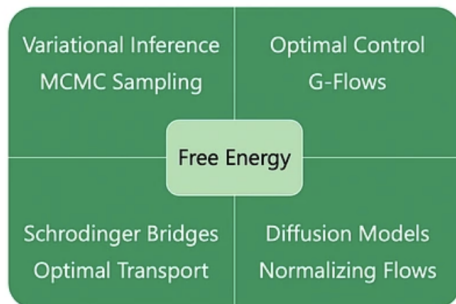 Variational Inference
MCMC Sampling
Optimal Control
G-Flows
Free Energy
Schrodinger Bridges
Optimal Transport
Diffusion Models
Normalizing Flows